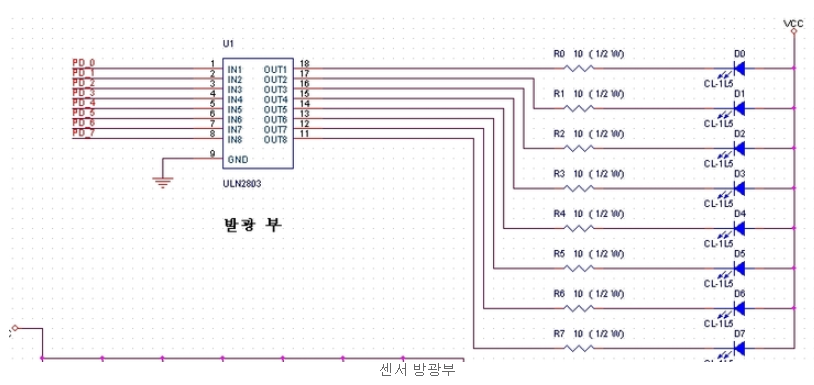 VCC
U1
PD_0
PD_1
PD_2
PD_3
PD_4
PD_5
PD_6
PD_7
1
2
3
4
5
6
7
8
9
IN1
IN2
IN3
IN4
IN5
IN6
IN7
IN8
GND
OUT1
OUT2
OUT3
OUT4
OUT5
OUT6
OUT7
OUT8
18
17
16
15
14
13
12
11
ULN2803
발광 부
R0 10 (1/2 W) D0
CL-1L5
R1 10 (1/2 W) D1
CL-1L5
R2 10 (1/2 W) D2
CL-1L5
R3 10 (1/2 W) D3
CL-1L5
R4 10 (1/2 W) D4
CL-1L5
R5 10 (1/2 W) D5
CL-1L5
R6 10 (1/2 W) D6
CL-1L5
R7 10 (1/2 W) D7
센서 방광부